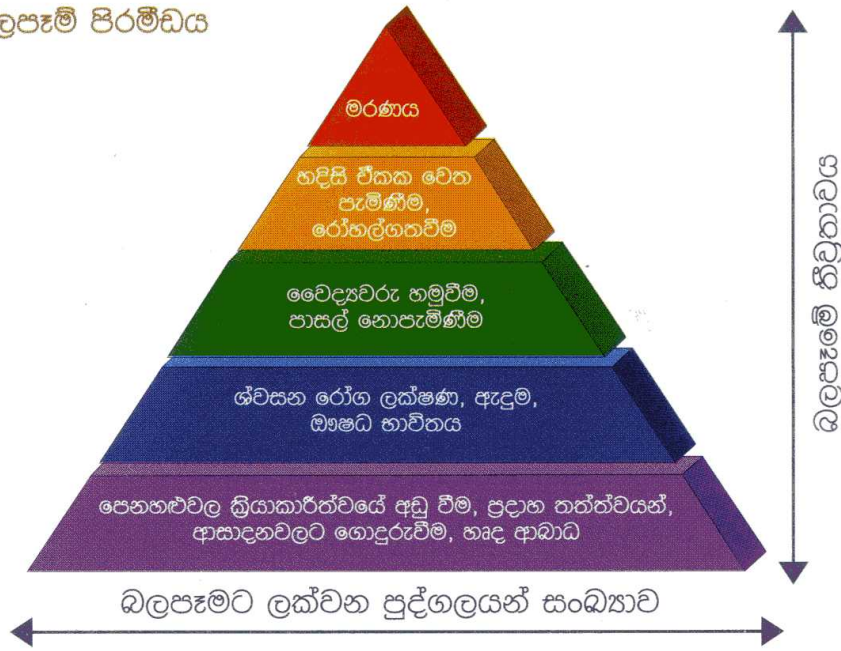 ලපෑම් පිරමීඩය
මරණය
හදිසි ඒකක වෙත
පැමිණීම,
රෝහල්ගතවීම
වෛද්‍යවරු හමුවීම,
පාසල් නොපැමිණීම
ශ්වසන රෝග ලක්ෂණ, ඇදුම,
ඖෂධ භාවිතය
පෙනහළුවල ක්‍රියාකාරීත්වයේ අඩු වීම, ප්‍රදාහ තත්ත්වයන්,
ආසාදනවලට ගොදුරුවීම, හෘද ආබාධ
බලපෑමේ තීව්‍රතාවය
බලපෑමට ලක්වන පුද්ගලයන් සංඛ්‍යාව